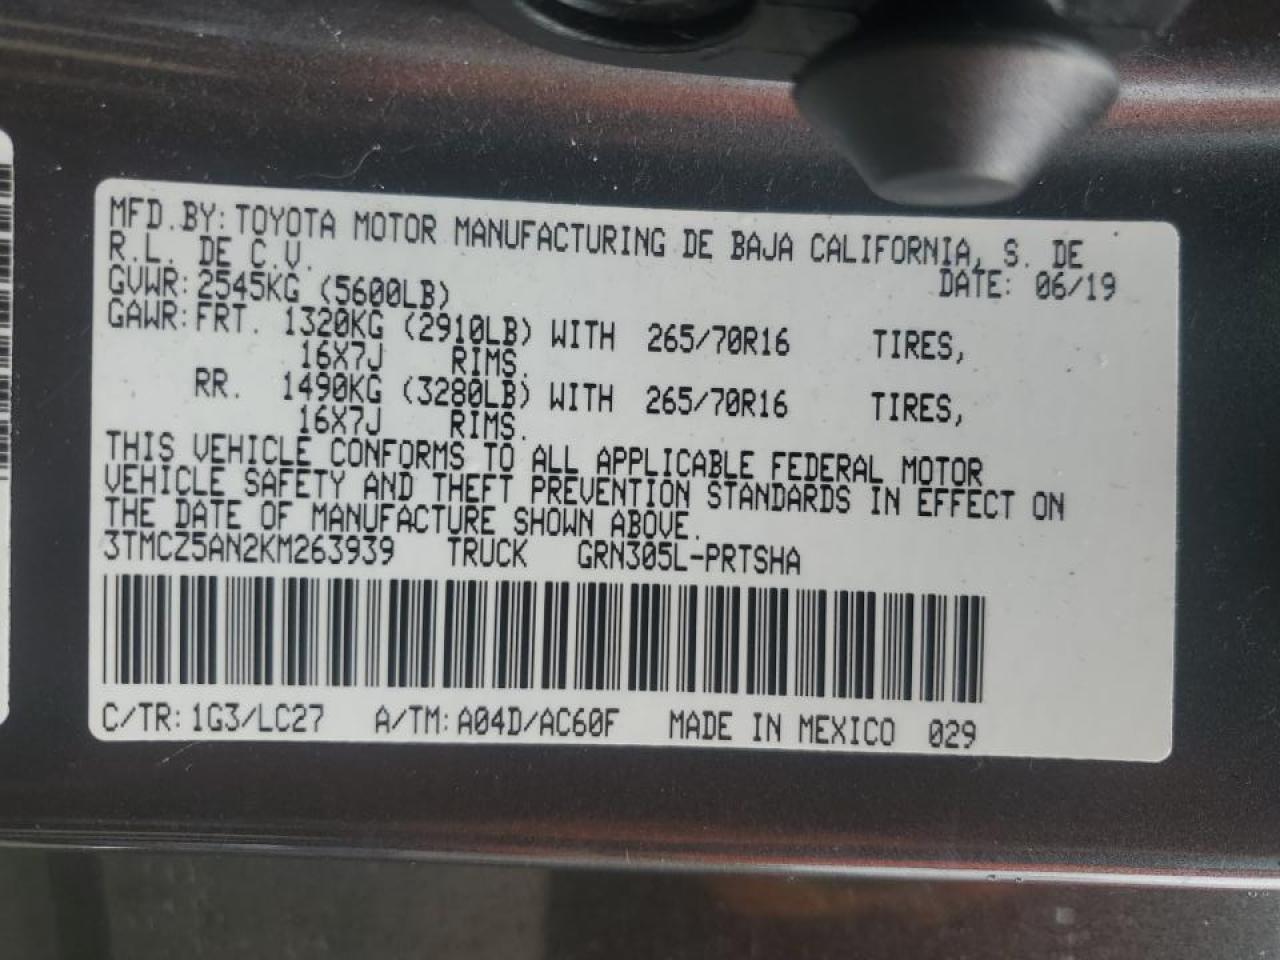 MFD.BY: TOYOTA MOTOR MANUFACTURING DE BAJA CALIFORNIA, S. DE
R.L. DE C.V.
DATE: 06/19
GVWR: 2545KG (5600LB)
GAWR: FRT. 1320KG (2910LB) WITH 265/70R16 TIRES,
16X7J RIMS.
RR. 1490KG (3280LB) WITH 265/70R16 TIRES,
16X7J RIMS.
THIS VEHICLE CONFORMS TO ALL APPLICABLE FEDERAL MOTOR
VEHICLE SAFETY AND THEFT PREVENTION STANDARDS IN EFFECT ON
THE DATE OF MANUFACTURE SHOWN ABOVE.
3TMCZ5AN2KM263939 TRUCK GRN305L-PRTSHA
C/TR: 1G3/LC27 A/TM: A04D/AC60F MADE IN MEXICO 029